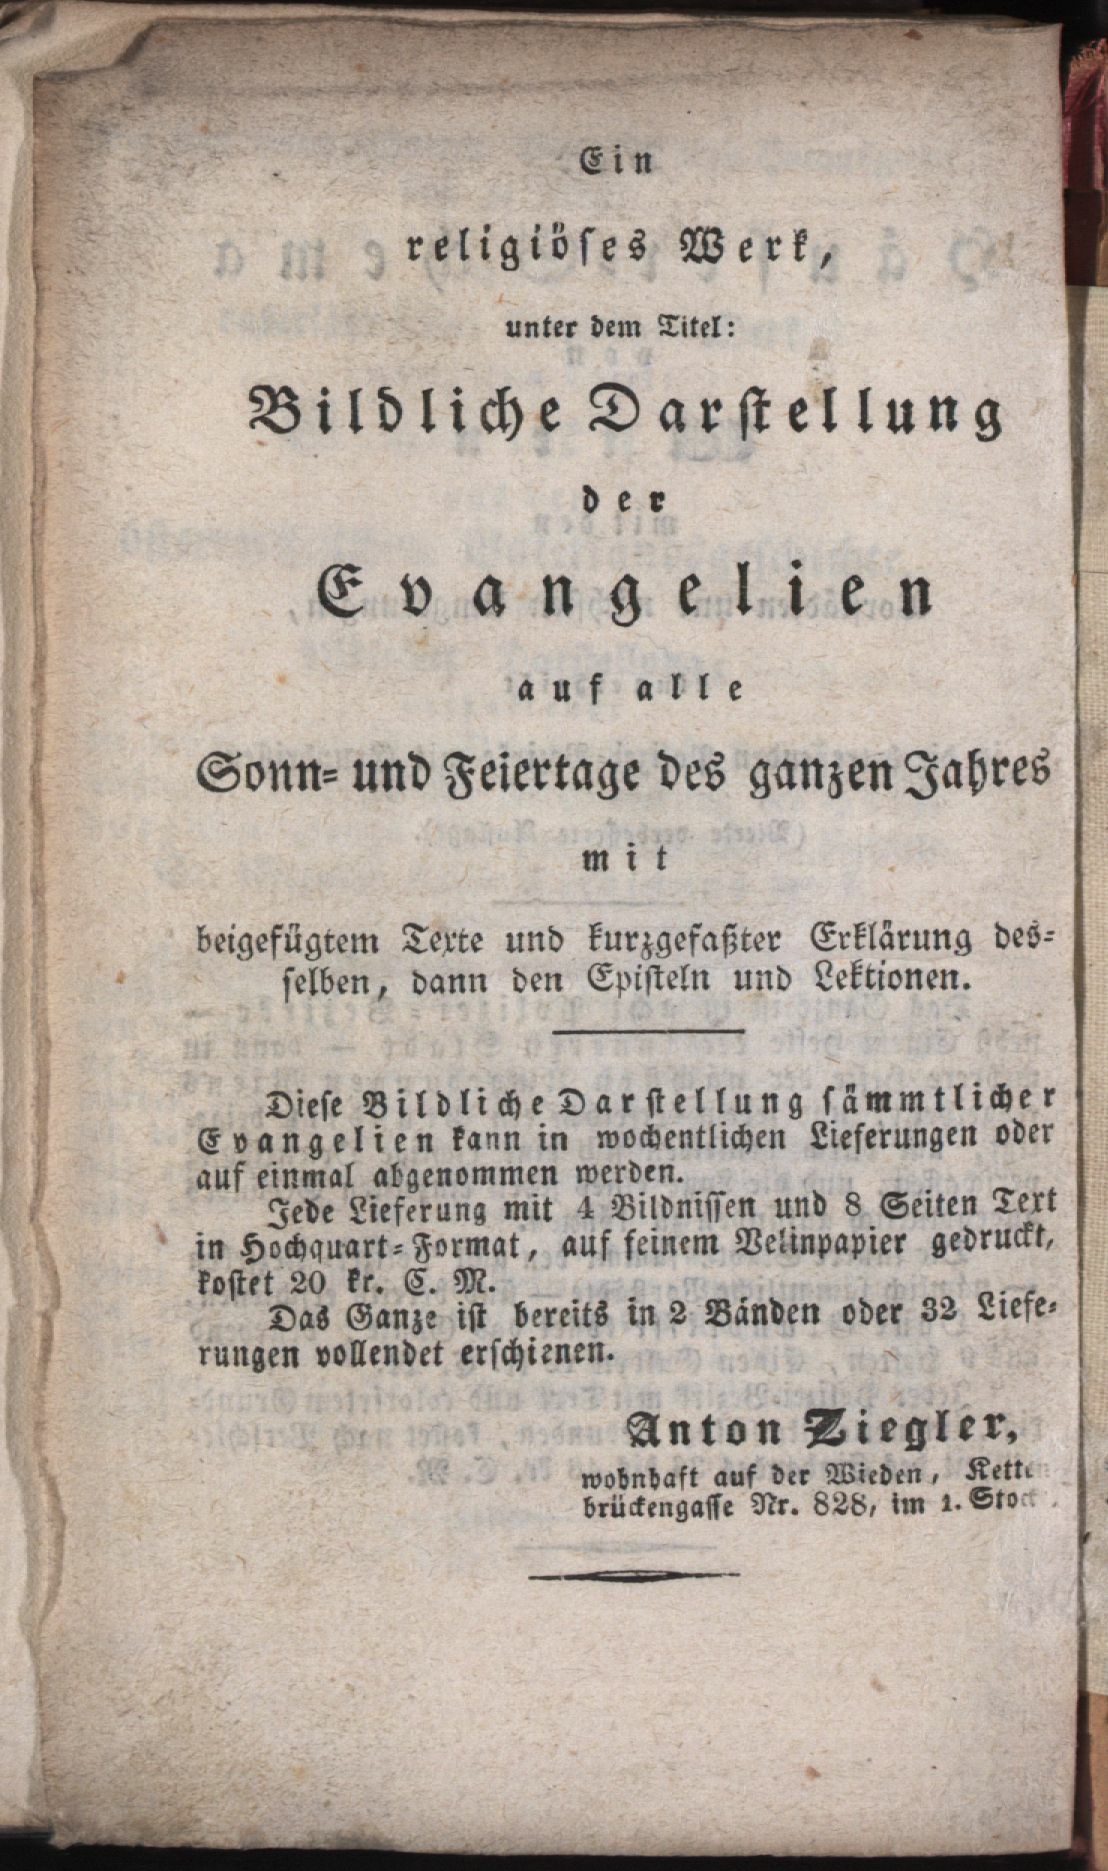 Ein
religiöses Werk,
unter dem Titel:
Bildliche Darstellung
der
Evangelien
auf alle
Sonn- und Feiertage des ganzen Jahres
mit
beigefügtem Texte und kurzgefaßter Erklärung des-
selben, dann den Episteln und Lektionen.
Diese Bildliche Darstellung sämmtlicher
Evangelien kann in wochentlichen Lieferungen oder
auf einmal abgenommen werden.
Jede Lieferung mit 4 Bildnissen und 8 Seiten Text
in Hochquart-Format, auf feinem Velinpapier gedruckt,
kostet 20 kr. C. M.
Das Ganze ist bereits in 2 Bänden oder 32 Liefe-
rungen vollendet erschienen.
Anton Ziegler,
wohnhaft auf der Wieden, Ketten
brückengasse Nr. 828, im 1. Stock.